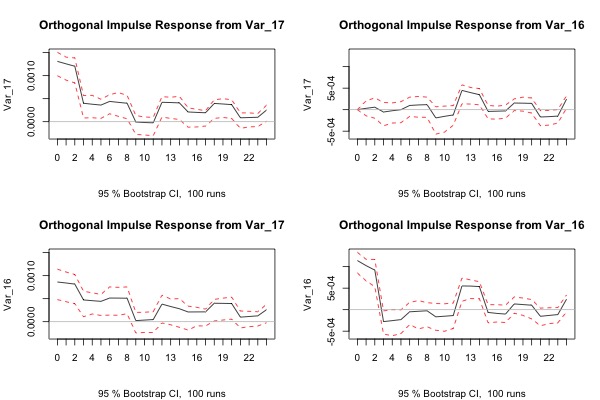 Orthogonal Impulse Response from Var_17
Var_17
0.0000 0.0010
0 2 4 6 8 10 13 16 19 22
95 % Bootstrap CI, 100 runs
Orthogonal Impulse Response from Var_16
Var_17
-5e-04 5e-04
0 2 4 6 8 10 13 16 19 22
95 % Bootstrap CI, 100 runs
Orthogonal Impulse Response from Var_17
Var_16
0.0000 0.0010
0 2 4 6 8 10 13 16 19 22
95 % Bootstrap CI, 100 runs
Orthogonal Impulse Response from Var_16
Var_16
-5e-04 5e-04
0 2 4 6 8 10 13 16 19 22
95 % Bootstrap CI, 100 runs